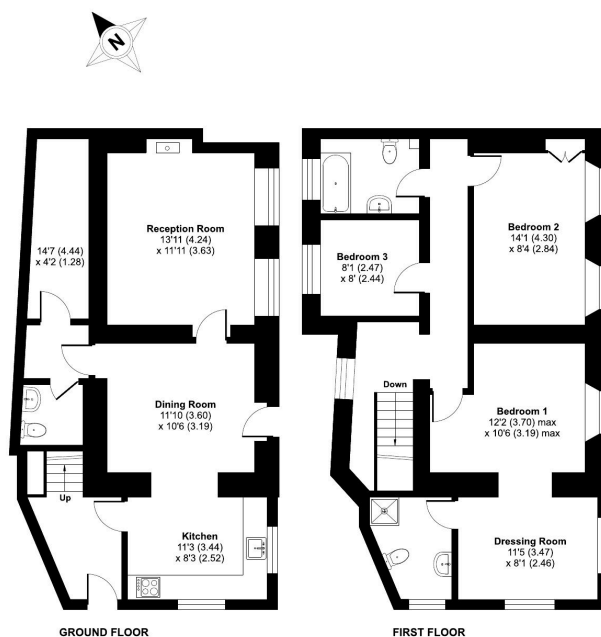 N
Reception Room
13'11 (4.24)
x 11'11 (3.63)
14'7 (4.44)
x 4'2 (1.28)
Dining Room
11'10 (3.60)
x 10'6 (3.19)
Up
Kitchen
11'3 (3.44)
x 8'3 (2.52)
GROUND FLOOR
Bedroom 2
14'1 (4.30)
x 8'4 (2.84)
Bedroom 3
8'1 (2.47)
x 8' (2.44)
Down
Bedroom 1
12'2 (3.70) max
x 10'6 (3.19) max
Dressing Room
11'5 (3.47)
x 8'1 (2.46)
FIRST FLOOR